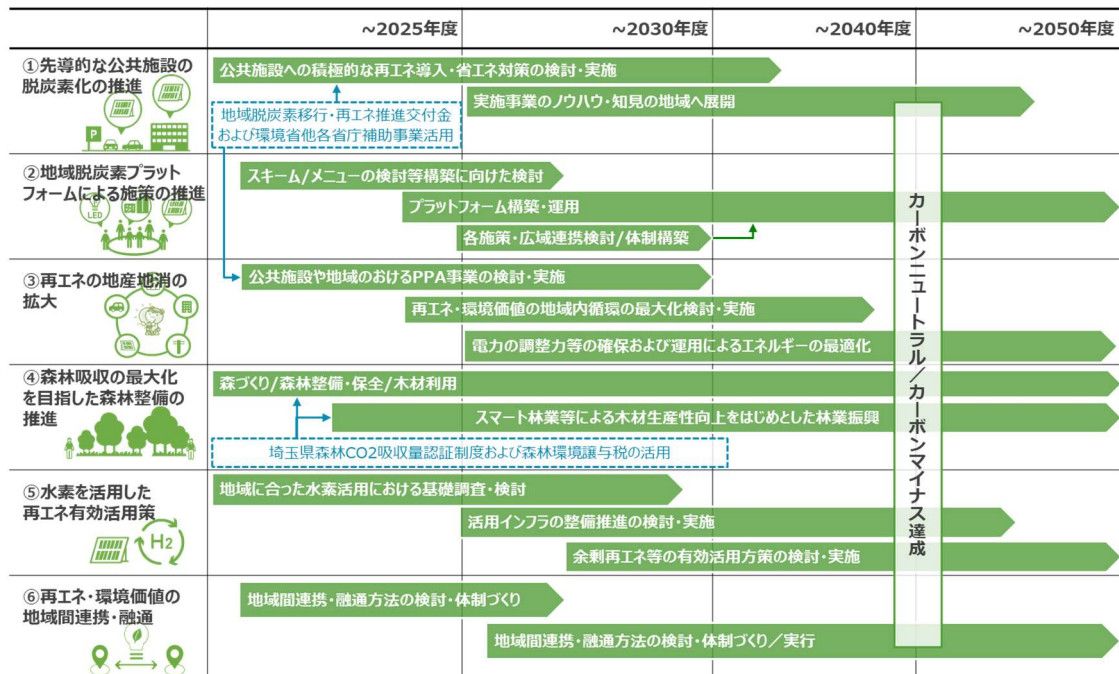 ~2025年度
~2030年度
~2040年度
~2050年度
①先導的な公共施設の
脱炭素化の推進
P
公共施設への積極的な再エネ導入・省エネ対策の検討・実施
実施事業のノウハウ・知見の地域へ展開
地域脱炭素移行・再エネ推進交付金
および環境省他各省庁補助事業活用
②地域脱炭素プラット
フォームによる施策の推進
LED
スキーム/メニューの検討等構築に向けた検討
プラットフォーム構築・運用
各施策・広域連携検討/体制構築
③再エネの地産地消の
拡大
公共施設や地域のおけるPPA事業の検討・実施
再エネ・環境価値の地域内循環の最大化検討・実施
電力の調整力等の確保および運用によるエネルギーの最適化
④森林吸収の最大化
を目指した森林整備の
推進
森づくり/森林整備・保全/木材利用
スマート林業等による木材生産性向上をはじめとした林業振興
埼玉県森林CO2吸収量認証制度および森林環境譲与税の活用
⑤水素を活用した
再エネ有効活用策
H2
地域に合った水素活用における基礎調査・検討
活用インフラの整備推進の検討・実施
余剰再エネ等の有効活用方策の検討・実施
⑥再エネ・環境価値の
地域間連携・融通
地域間連携・融通方法の検討・体制づくり
地域間連携・融通方法の検討・体制づくり／実行
カーボンニュートラル／カーボンマイナス達成